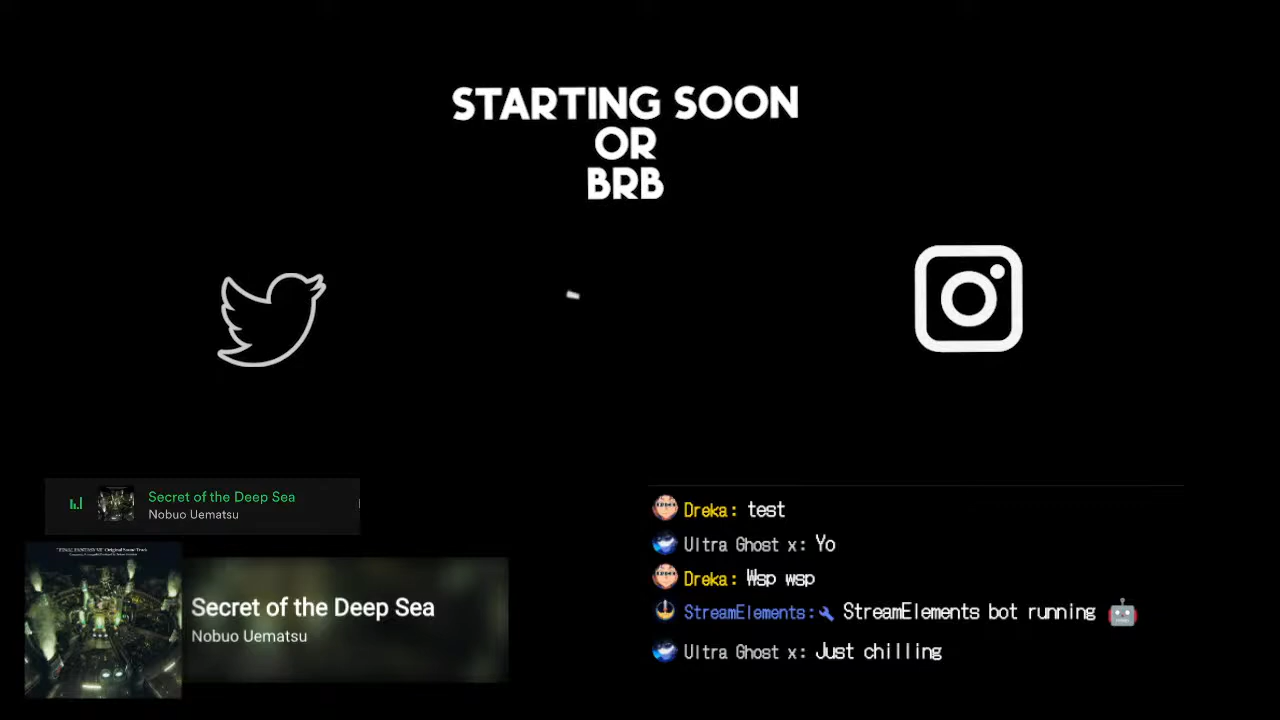 STARTING SOON
OR
BRB
Secret of the Deep Sea
Nobuo Uematsu
Secret of the Deep Sea
Nobuo Uematsu
Dreka: test
Ultra Ghost x: Yo
Dreka: Wsp wsp
StreamElements: StreamElements bot running
Ultra Ghost x: Just chilling